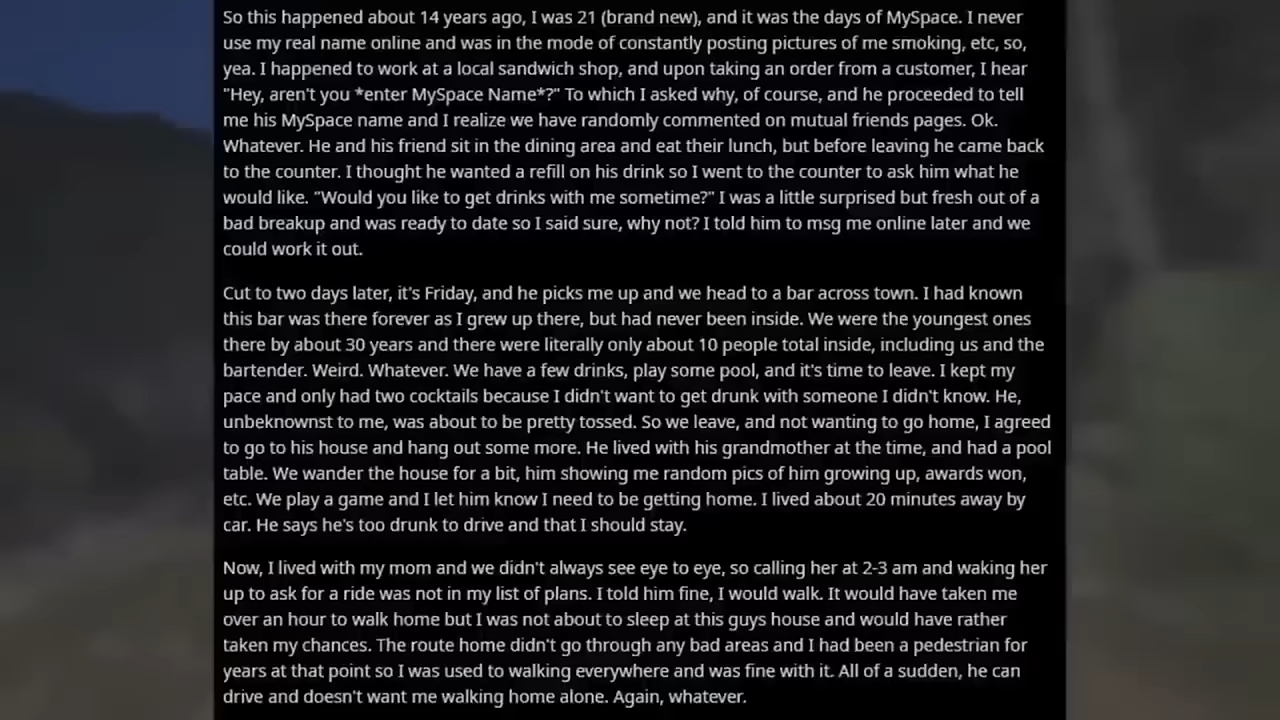 So this happened about 14 years ago, I was 21 (brand new), and it was the days of MySpace. I never
use my real name online and was in the mode of constantly posting pictures of me smoking, etc, so,
yea. I happened to work at a local sandwich shop, and upon taking an order from a customer, I hear
"Hey, aren't you *enter MySpace Name*?" To which I asked why, of course, and he proceeded to tell
me his MySpace name and I realize we have randomly commented on mutual friends pages. Ok.
Whatever. He and his friend sit in the dining area and eat their lunch, but before leaving he came back
to the counter. I thought he wanted a refill on his drink so I went to the counter to ask him what he
would like. "Would you like to get drinks with me sometime?" I was a little surprised but fresh out of a
bad breakup and was ready to date so I said sure, why not? I told him to msg me online later and we
could work it out.
Cut to two days later, it's Friday, and he picks me up and we head to a bar across town. I had known
this bar was there forever as I grew up there, but had never been inside. We were the youngest ones
there by about 30 years and there were literally only about 10 people total inside, including us and the
bartender. Weird. Whatever. We have a few drinks, play some pool, and it's time to leave. I kept my
pace and only had two cocktails because I didn't want to get drunk with someone I didn't know. He,
unbeknownst to me, was about to be pretty tossed. So we leave, and not wanting to go home, I agreed
to go to his house and hang out some more. He lived with his grandmother at the time, and had a pool
table. We wander the house for a bit, him showing me random pics of him growing up, awards won,
etc. We play a game and I let him know I need to be getting home. I lived about 20 minutes away by
car. He says he's too drunk to drive and that I should stay.
Now, I lived with my mom and we didn't always see eye to eye, so calling her at 2-3 am and waking her
up to ask for a ride was not in my list of plans. I told him fine, I would walk. It would have taken me
over an hour to walk home but I was not about to sleep at this guys house and would have rather
taken my chances. The route home didn't go through any bad areas and I had been a pedestrian for
years at that point so I was used to walking everywhere and was fine with it. All of a sudden, he can
drive and doesn't want me walking home alone. Again, whatever.